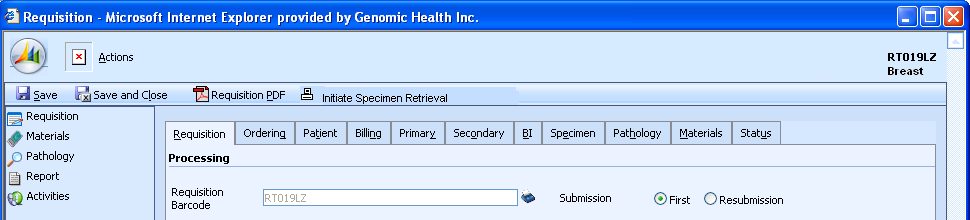 Requisition - Microsoft Internet Explorer provided by Genomic Health Inc.
Actions
RT019LZ
Breast
Save Save and Close Requisition PDF Initiate Specimen Retrieval
Requisition
Materials
Pathology
Report
Activities
Requisition Ordering Patient Billing Primary Secondary BI Specimen Pathology Materials Status
Processing
Requisition Barcode RT019LZ Submission First Resubmission